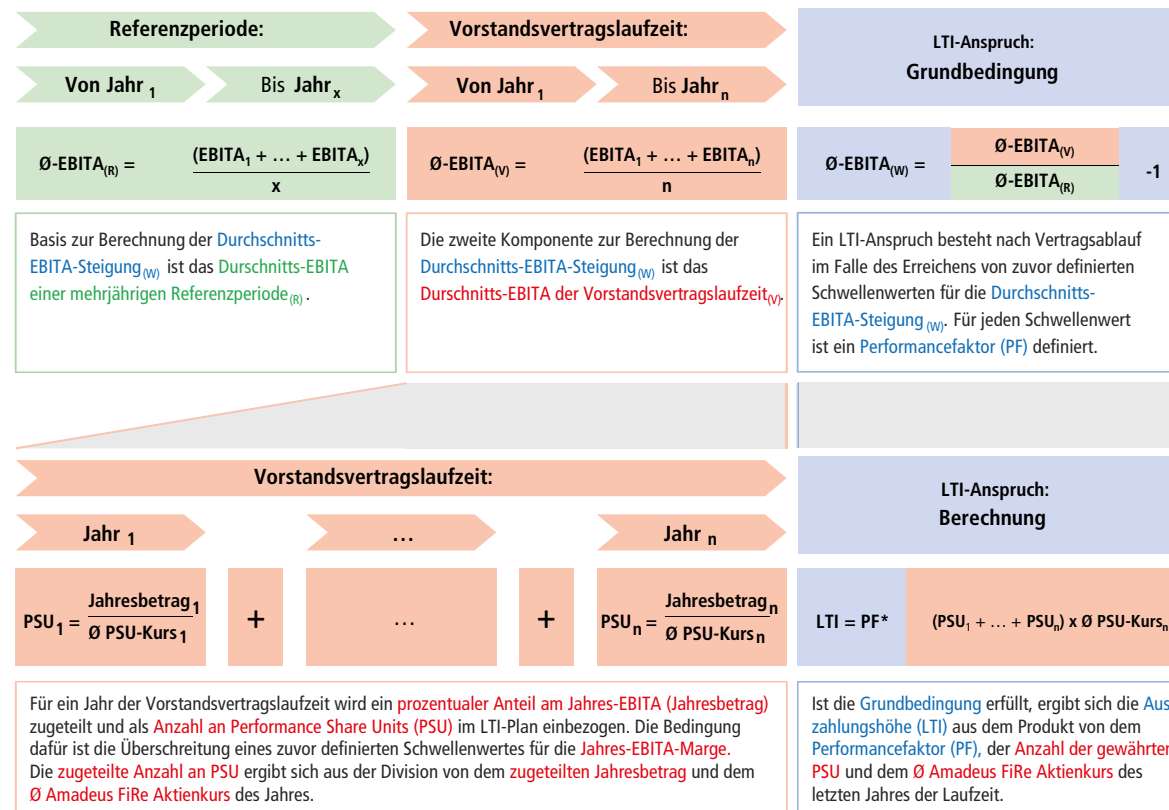 Referenzperiode:
Von Jahr 1
Bis Jahr x
Vorstandsvertragslaufzeit:
Von Jahr 1
Bis Jahr n
LTI-Anspruch:
Grundbedingung
Ø-EBITA(R) =
(EBITA1 + … + EBITAx)
x
Ø-EBITA(V) =
(EBITA1 + … + EBITAn)
n
Ø-EBITA(W) =
Ø-EBITA(V)
Ø-EBITA(R)
-1
Basis zur Berechnung der Durchschnitts-
EBITA-Steigung(W) ist das Durschnitts-EBITA
einer mehrjährigen Referenzperiode(R) .
Die zweite Komponente zur Berechnung der
Durchschnitts-EBITA-Steigung(W) ist das
Durschnitts-EBITA der Vorstandsvertragslaufzeit(V).
Ein LTI-Anspruch besteht nach Vertragsablauf
im Falle des Erreichens von zuvor definierten
Schwellenwerten für die Durchschnitts-
EBITA-Steigung (W). Für jeden Schwellenwert
ist ein Performancefaktor (PF) definiert.
Vorstandsvertragslaufzeit:
Jahr 1
…
Jahr n
LTI-Anspruch:
Berechnung
PSU1 =
Jahresbetrag1
Ø PSU-Kurs1
+
…
+
PSUn =
Jahresbetragn
Ø PSU-Kursn
LTI = PF*
(PSU1 + … + PSUn) x Ø PSU-Kursn
Für ein Jahr der Vorstandsvertragslaufzeit wird ein prozentualer Anteil am Jahres-EBITA (Jahresbetrag)
zugeteilt und als Anzahl an Performance Share Units (PSU) im LTI-Plan einbezogen. Die Bedingung
dafür ist die Überschreitung eines zuvor definierten Schwellenwertes für die Jahres-EBITA-Marge.
Die zugeteilte Anzahl an PSU ergibt sich aus der Division von dem zugeteilten Jahresbetrag und dem
Ø Amadeus FiRe Aktienkurs des Jahres.
Ist die Grundbedingung erfüllt, ergibt sich die Aus
zahlungshöhe (LTI) aus dem Produkt von dem
Performancefaktor (PF), der Anzahl der gewährten
PSU und dem Ø Amadeus FiRe Aktienkurs des
letzten Jahres der Laufzeit.